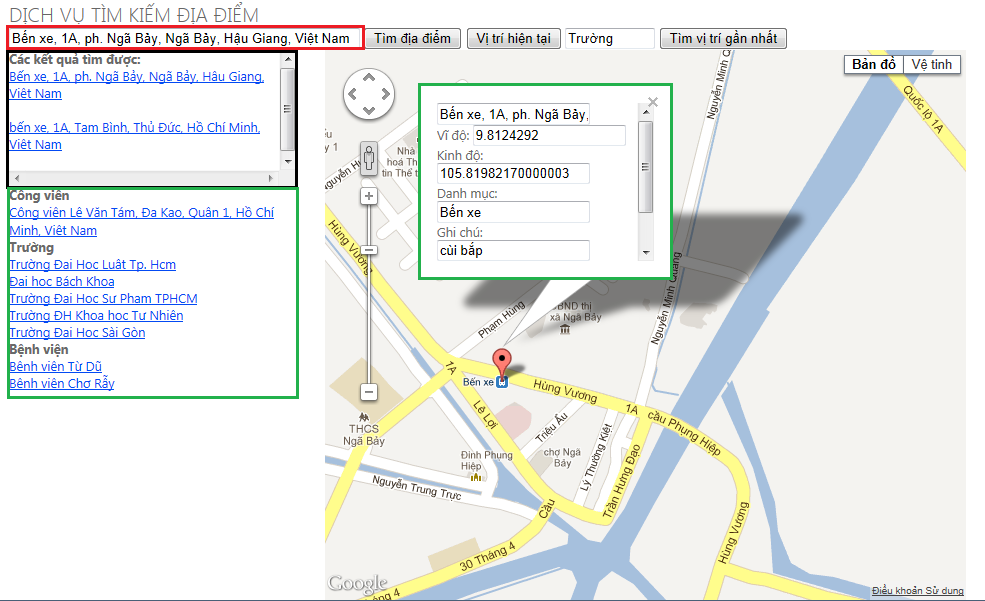 DỊCH VỤ TÌM KIẾM ĐỊA ĐIỂM
Bến xe, 1A, ph. Ngã Bảy, Ngã Bảy, Hậu Giang, Việt Nam
Tìm địa điểm
Vị trí hiện tại
Trường
Tìm vị trí gần nhất
Các kết quả tìm được:
Bến xe, 1A, ph. Ngã Bảy, Ngã Bảy, Hậu Giang,
Việt Nam
bến xe, 1A, Tam Bình, Thủ Đức, Hồ Chí Minh,
Việt Nam
Công viên
Công viên Lê Văn Tám, Đa Kao, Quận 1, Hồ Chí
Minh, Việt Nam
Trường
Trường Đại Học Luật Tp. Hcm
Đại học Bách Khoa
Trường Đại Học Sư Phạm TPHCM
Trường ĐH Khoa học Tự Nhiên
Trường Đại Học Sài Gòn
Bệnh viện
Bệnh viện Từ Dũ
Bệnh viện Chợ Rẫy
Bản đồ
Vệ tinh
Bến xe, 1A, ph. Ngã Bảy,
Vĩ độ: 9.8124292
Kinh độ:
105.81982170000003
Danh mục:
Bến xe
Ghi chú:
cùi bắp
Nguyễn Minh
Quốc lộ 1A
Nhà
hoá Th
tin Thể t
Hùng Vương
Nguyễn Minh Quang
Phạm Hùng
BND thị
xã Ngã Bảy
1A
Bến xe
Hùng Vương
1A
cầu Phụng Hiệp
Lê Lợi
Triệu Ấu
THCS
Ngã Bảy
Lý Thường Kiệt
chợ Ngã
Bảy
Đình Phụng
Hiệp
Trần Hưng Đạo
Nguyễn Trung Trực
Cầu
Hùng Vương
30 Tháng 4
Google
áng 4
Điều khoản Sử dụng